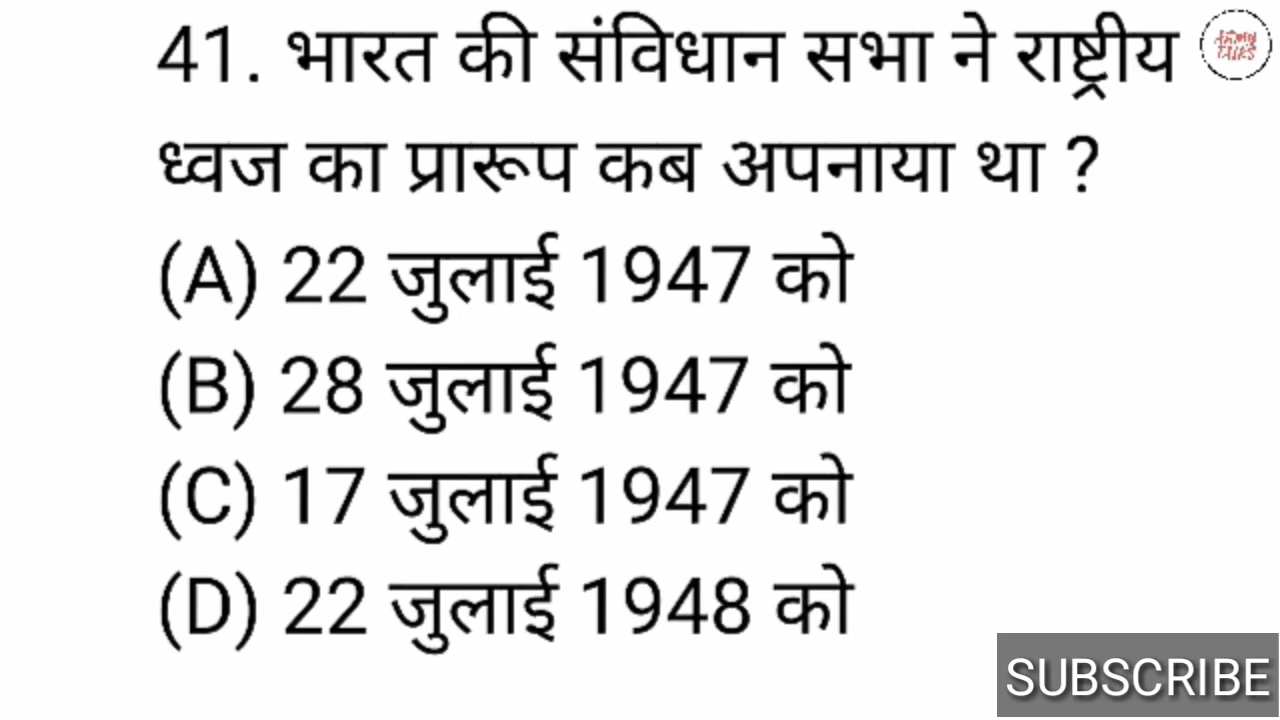 41. भारत की संविधान सभा ने राष्ट्रीय
ध्वज का प्रारूप कब अपनाया था ?
(A) 22 जुलाई 1947 को
(B) 28 जुलाई 1947 को
(C) 17 जुलाई 1947 को
(D) 22 जुलाई 1948 को
SUBSCRIBE